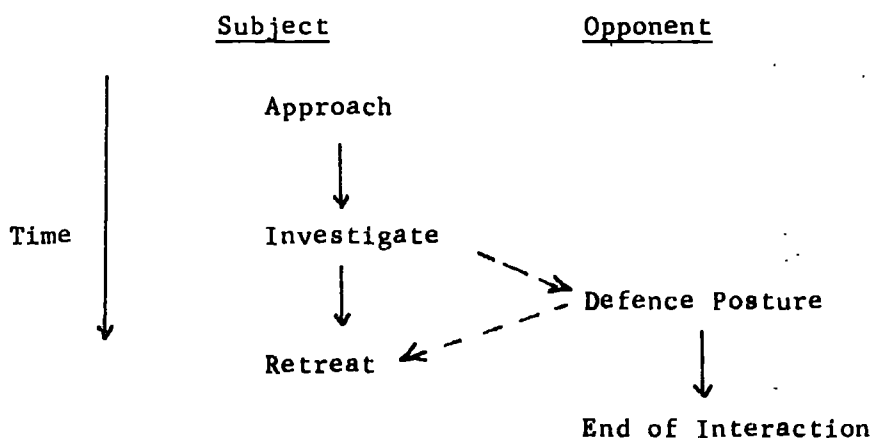 Subject Opponent
Approach
Time Investigate
Defence Posture
Retreat
End of Interaction